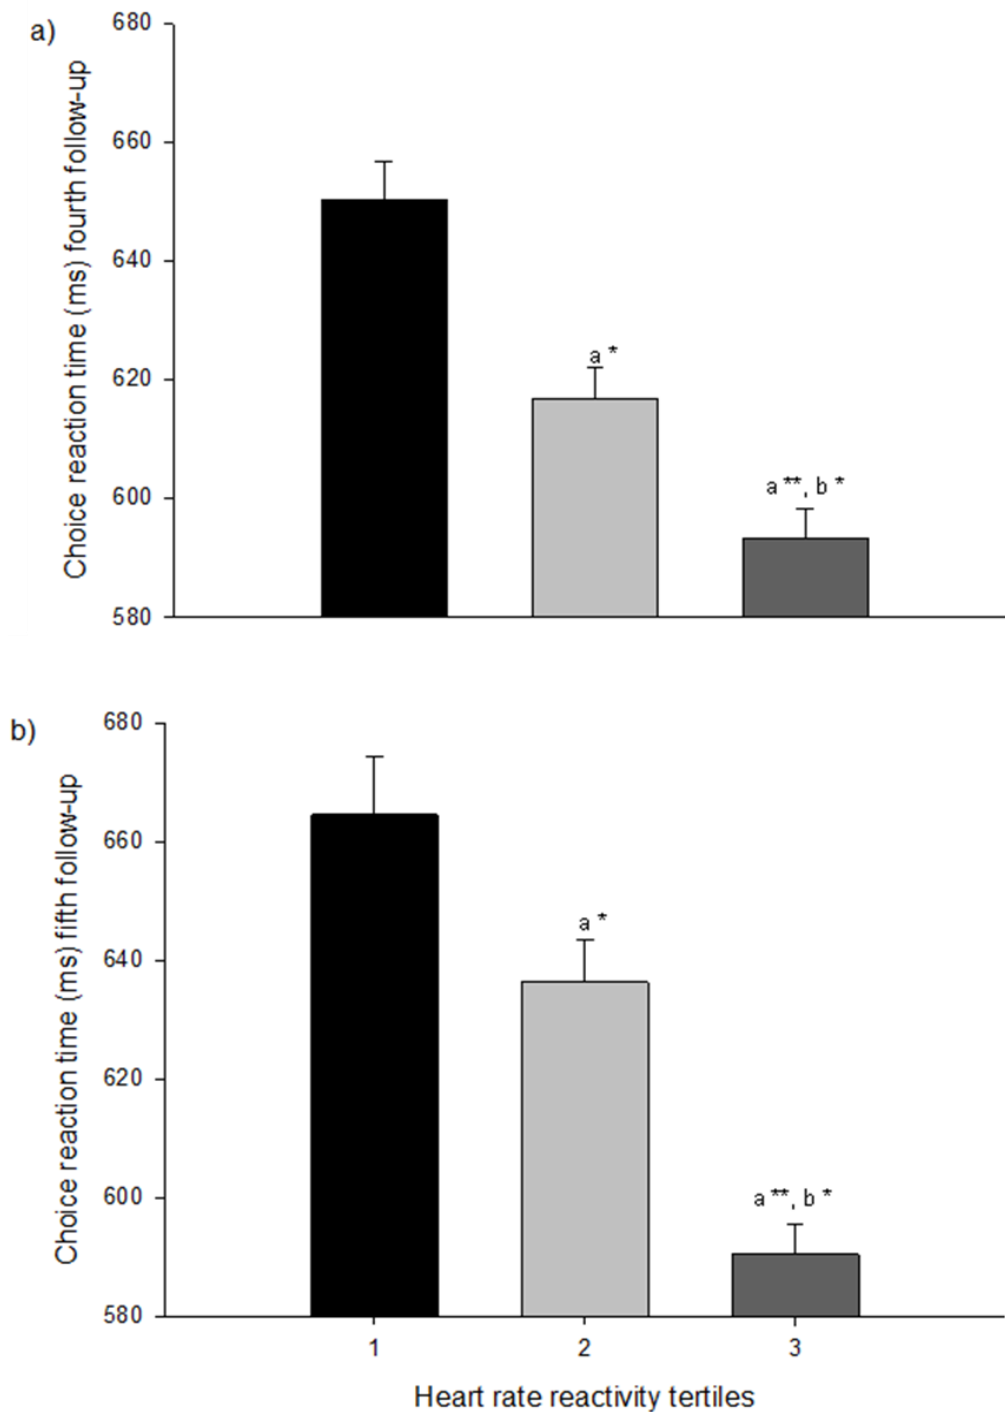 a)
Choice reaction time (ms) fourth follow-up
680
660
640
620
600
580
a *
a **, b *
b)
Choice reaction time (ms) fifth follow-up
680
660
640
620
600
580
a *
a **, b *
1 2 3
Heart rate reactivity tertiles